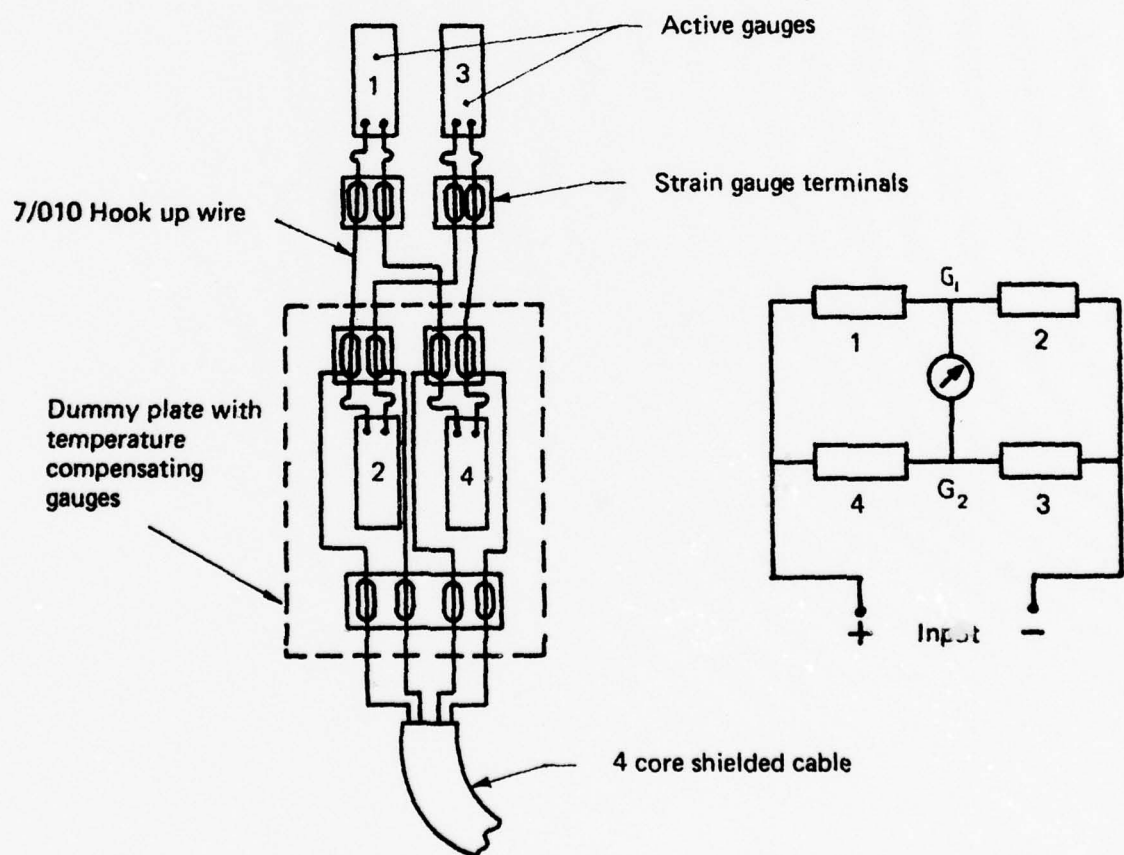 Active gauges
1
3
Strain gauge terminals
7/010 Hook up wire
Dummy plate with
temperature
compensating
gauges
2
4
4 core shielded cable
G₁
1
2
4
G₂
3
+
−